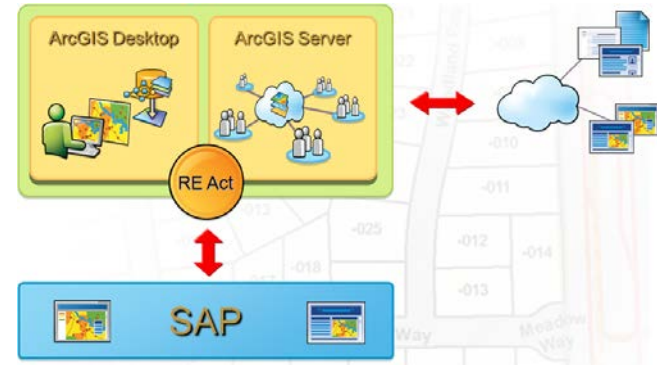 ArcGIS Desktop
ArcGIS Server
RE Act
SAP
-010
-011
-013
-025
-012
-014
-018
-013
Way
Meadow
Way